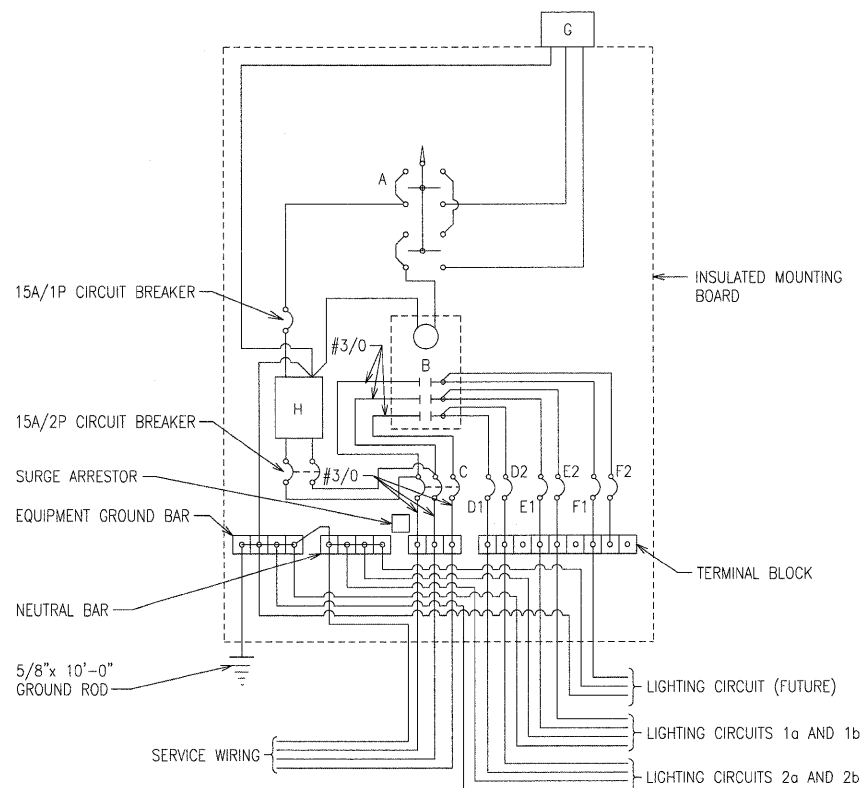 G
A
INSULATED MOUNTING
BOARD
15A/1P CIRCUIT BREAKER
#3/0
B
H
15A/2P CIRCUIT BREAKER
SURGE ARRESTOR
#3/0
C
D2
E2
F2
D1
E1
F1
EQUIPMENT GROUND BAR
TERMINAL BLOCK
NEUTRAL BAR
5/8"x 10'-0"
GROUND ROD
LIGHTING CIRCUIT (FUTURE)
LIGHTING CIRCUITS 1a AND 1b
SERVICE WIRING
LIGHTING CIRCUITS 2a AND 2b